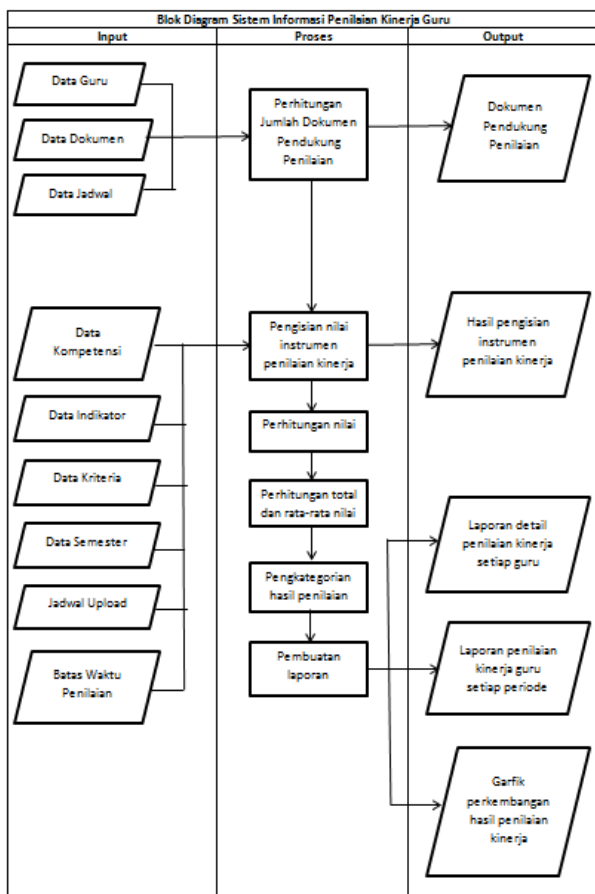 Blok Diagram Sistem Informasi Penilaian Kinerja Guru
Input
Proses
Output
Data Guru
Data Dokumen
Data Jadwal
Perhitungan
Jumlah Dokumen
Pendukung
Penilaian
Dokumen
Pendukung
Penilaian
Data
Kompetensi
Data Indikator
Data Kriteria
Data Semester
Jadwal Upload
Batas Waktu
Penilaian
Pengisian nilai
instrumen
penilaian kinerja
Perhitungan nilai
Perhitungan total
dan rata-rata nilai
Pengkategorian
hasil penilaian
Pembuatan
laporan
Hasil pengisian
instrumen
penilaian kinerja
Laporan detail
penilaian kinerja
setiap guru
Laporan penilaian
kinerja guru
setiap periode
Garfik
perkembangan
hasil penilaian
kinerja